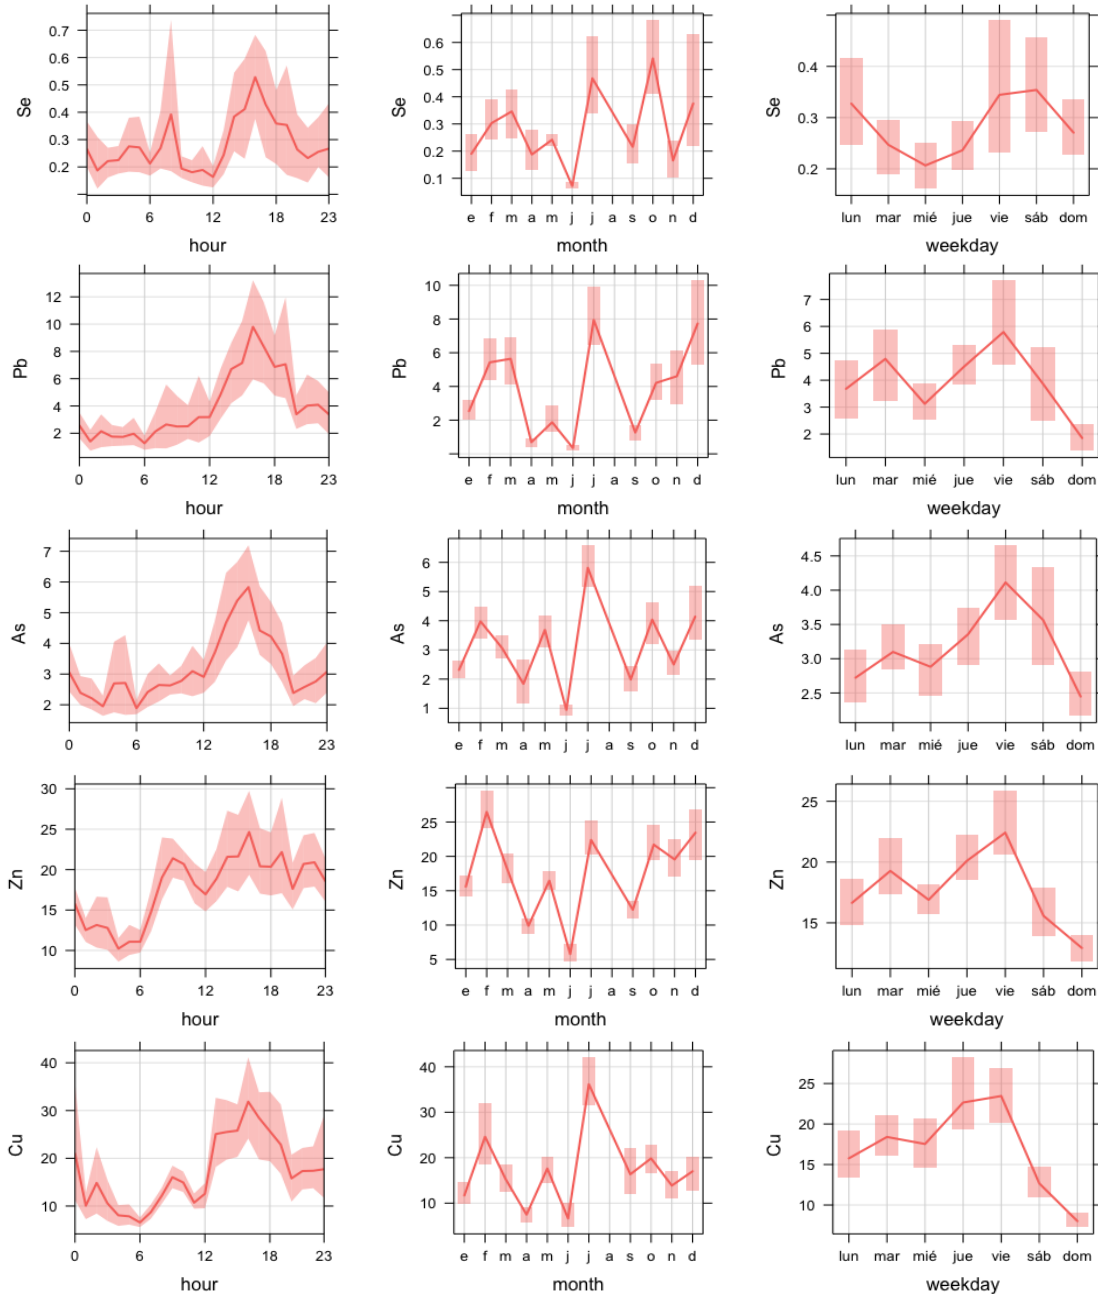 Se
0.7
0.6
0.5
0.4
0.3
0.2
0 6 12 18 23
hour
Se
0.6
0.5
0.4
0.3
0.2
0.1
e f m a m j j a s o n d
month
Se
0.4
0.3
0.2
lun mar mié jue vie sáb dom
weekday
Pb
12
10
8
6
4
2
0 6 12 18 23
hour
Pb
10
8
6
4
2
e f m a m j j a s o n d
month
Pb
7
6
5
4
3
2
lun mar mié jue vie sáb dom
weekday
As
7
6
5
4
3
2
0 6 12 18 23
hour
As
6
5
4
3
2
1
e f m a m j j a s o n d
month
As
4.5
4.0
3.5
3.0
2.5
lun mar mié jue vie sáb dom
weekday
Zn
30
25
20
15
10
0 6 12 18 23
hour
Zn
25
20
15
10
5
e f m a m j j a s o n d
month
Zn
25
20
15
lun mar mié jue vie sáb dom
weekday
Cu
40
30
20
10
0 6 12 18 23
hour
Cu
40
30
20
10
e f m a m j j a s o n d
month
Cu
25
20
15
10
lun mar mié jue vie sáb dom
weekday